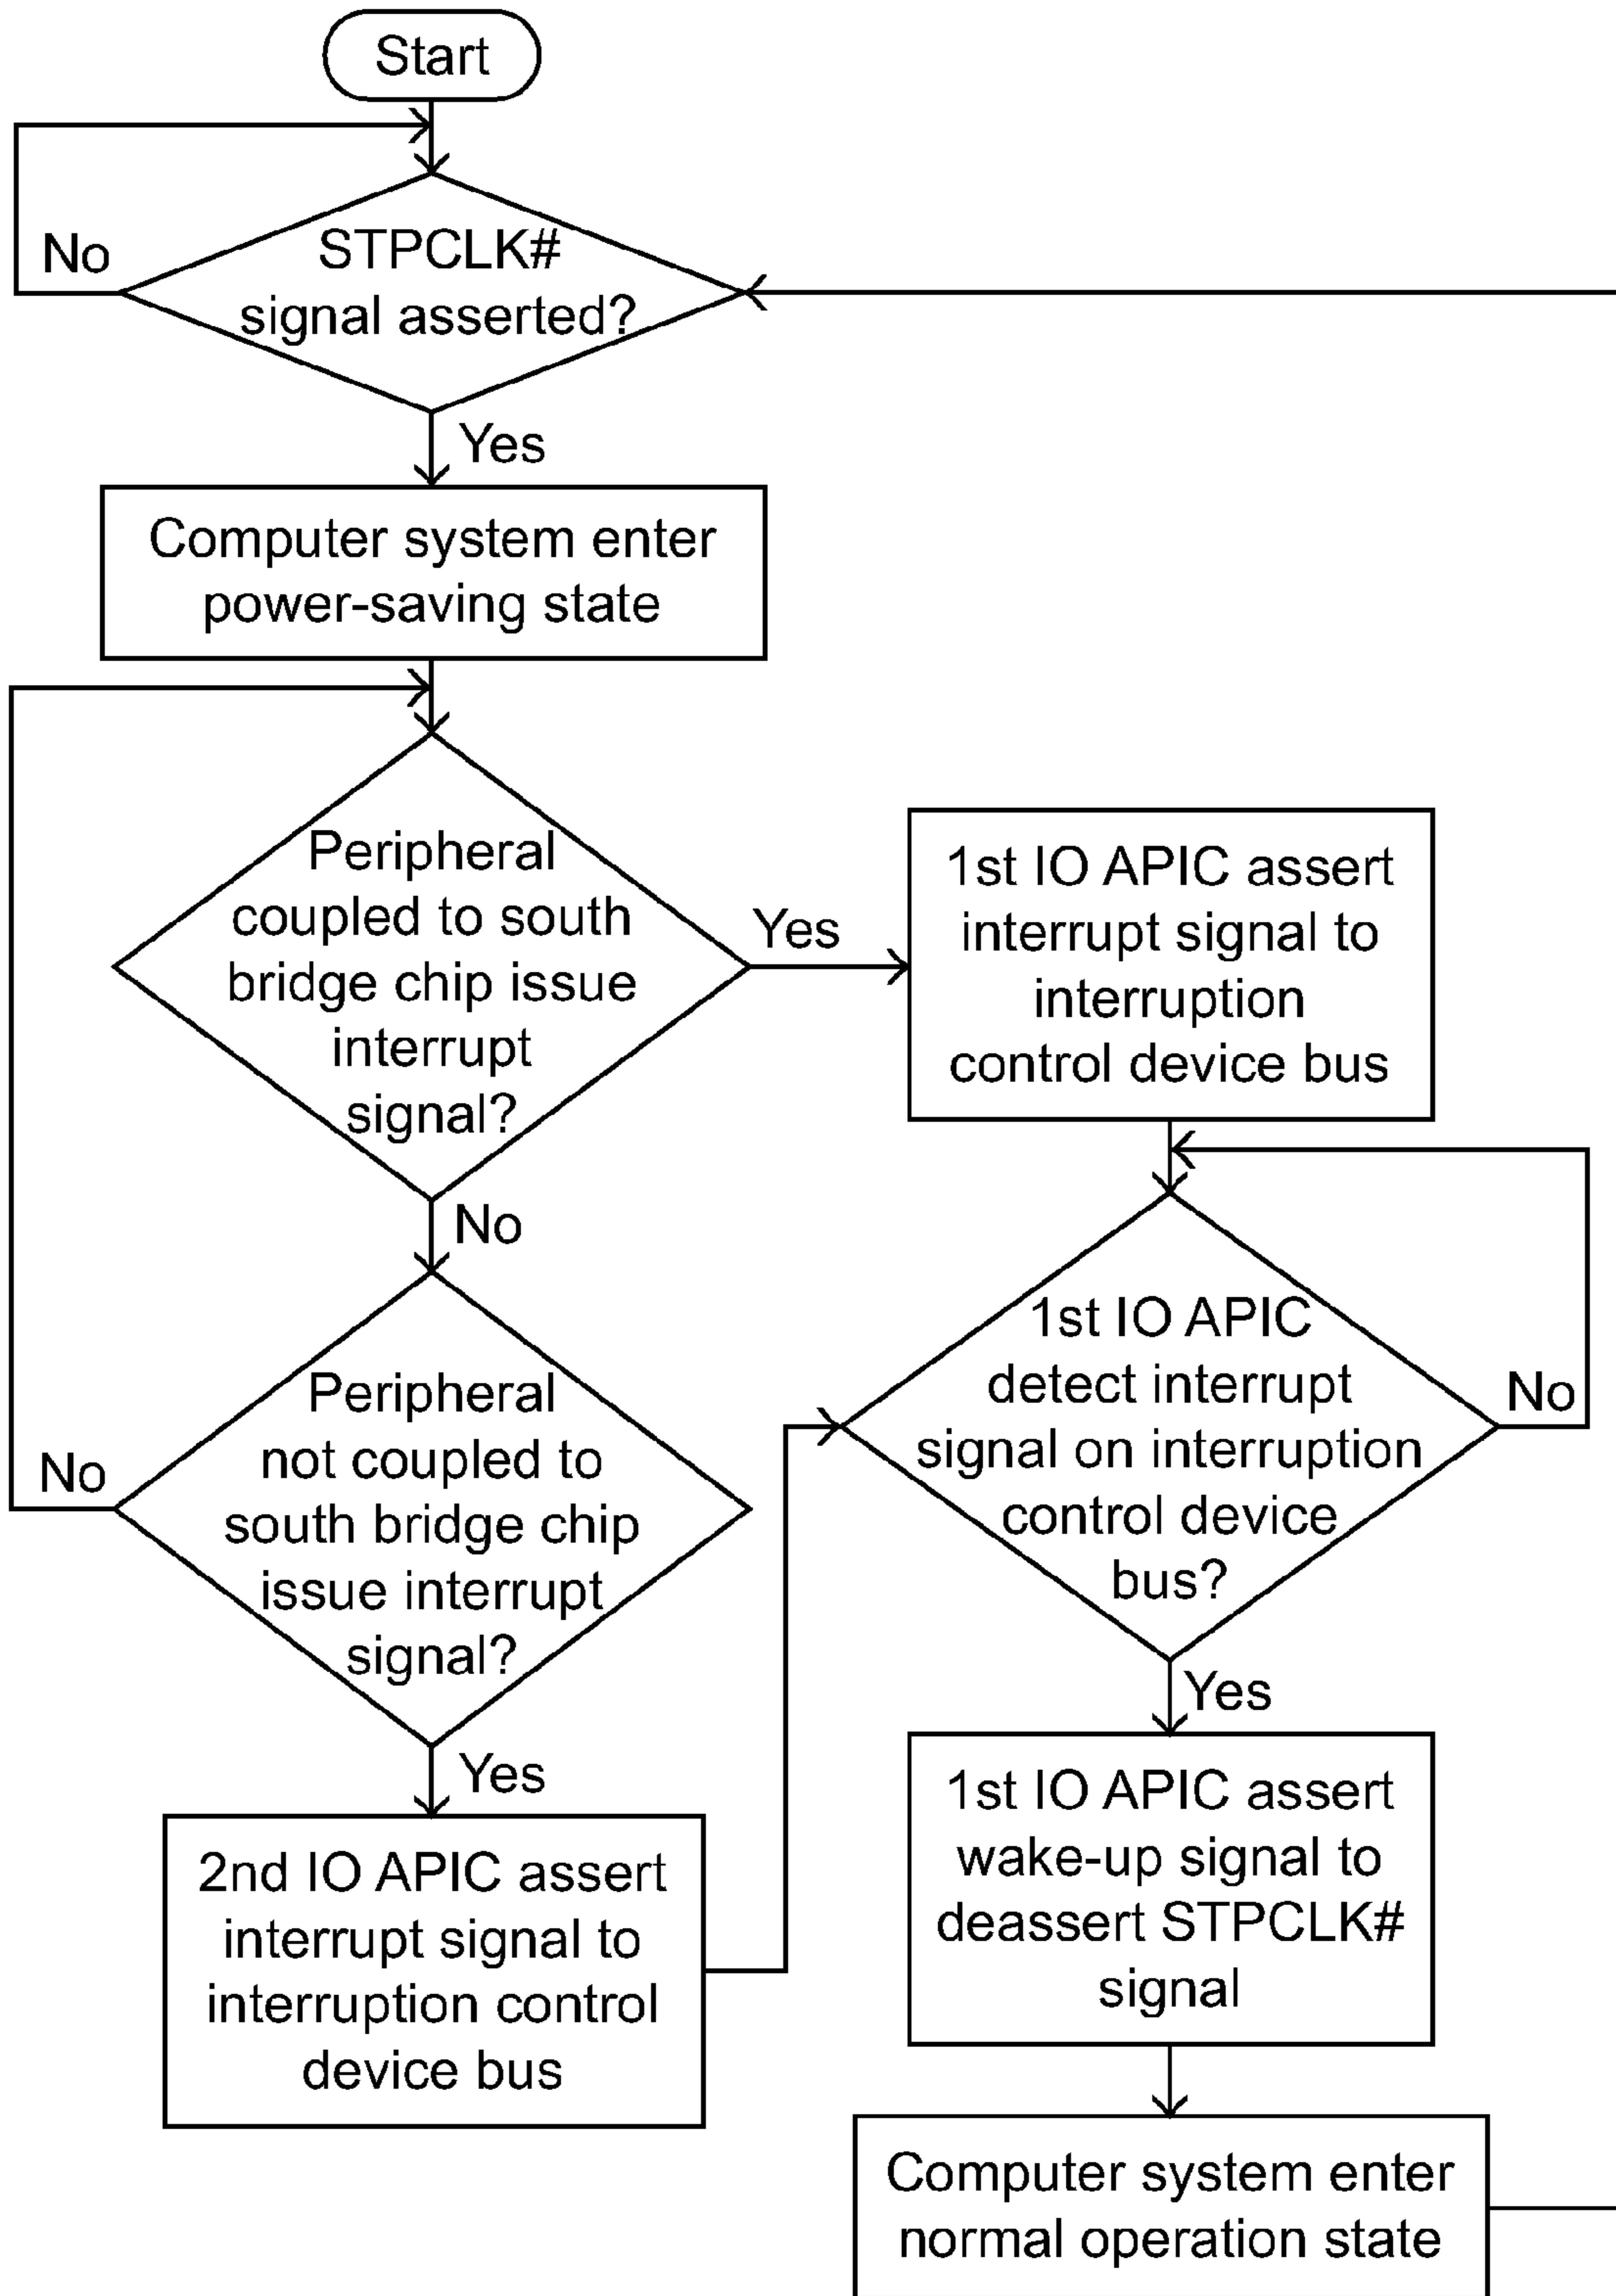 Start
STPCLK#
signal asserted?
No
Yes
Computer system enter
power-saving state
Peripheral
coupled to south
bridge chip issue
interrupt
signal?
Yes
1st IO APIC assert
interrupt signal to
interruption
control device bus
No
Peripheral
not coupled to
south bridge chip
issue interrupt
signal?
No
Yes
2nd IO APIC assert
interrupt signal to
interruption control
device bus
1st IO APIC
detect interrupt
signal on interruption
control device
bus?
No
Yes
1st IO APIC assert
wake-up signal to
deassert STPCLK#
signal
Computer system enter
normal operation state